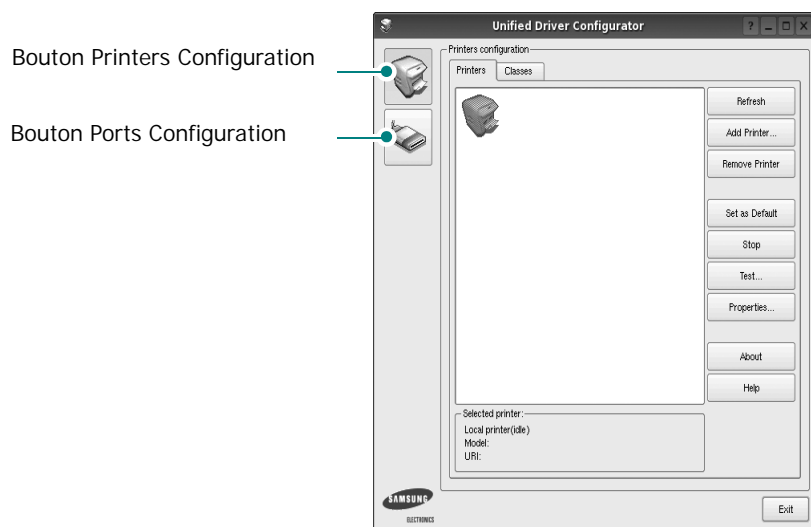 Bouton Printers Configuration
Bouton Ports Configuration
Unified Driver Configurator
Printers configuration
Printers
Classes
Refresh
Add Printer...
Remove Printer
Set as Default
Stop
Test...
Properties...
About
Help
Selected printer:
Local printer(idle)
Model:
URI:
SAMSUNG
ELECTRONICS
Exit